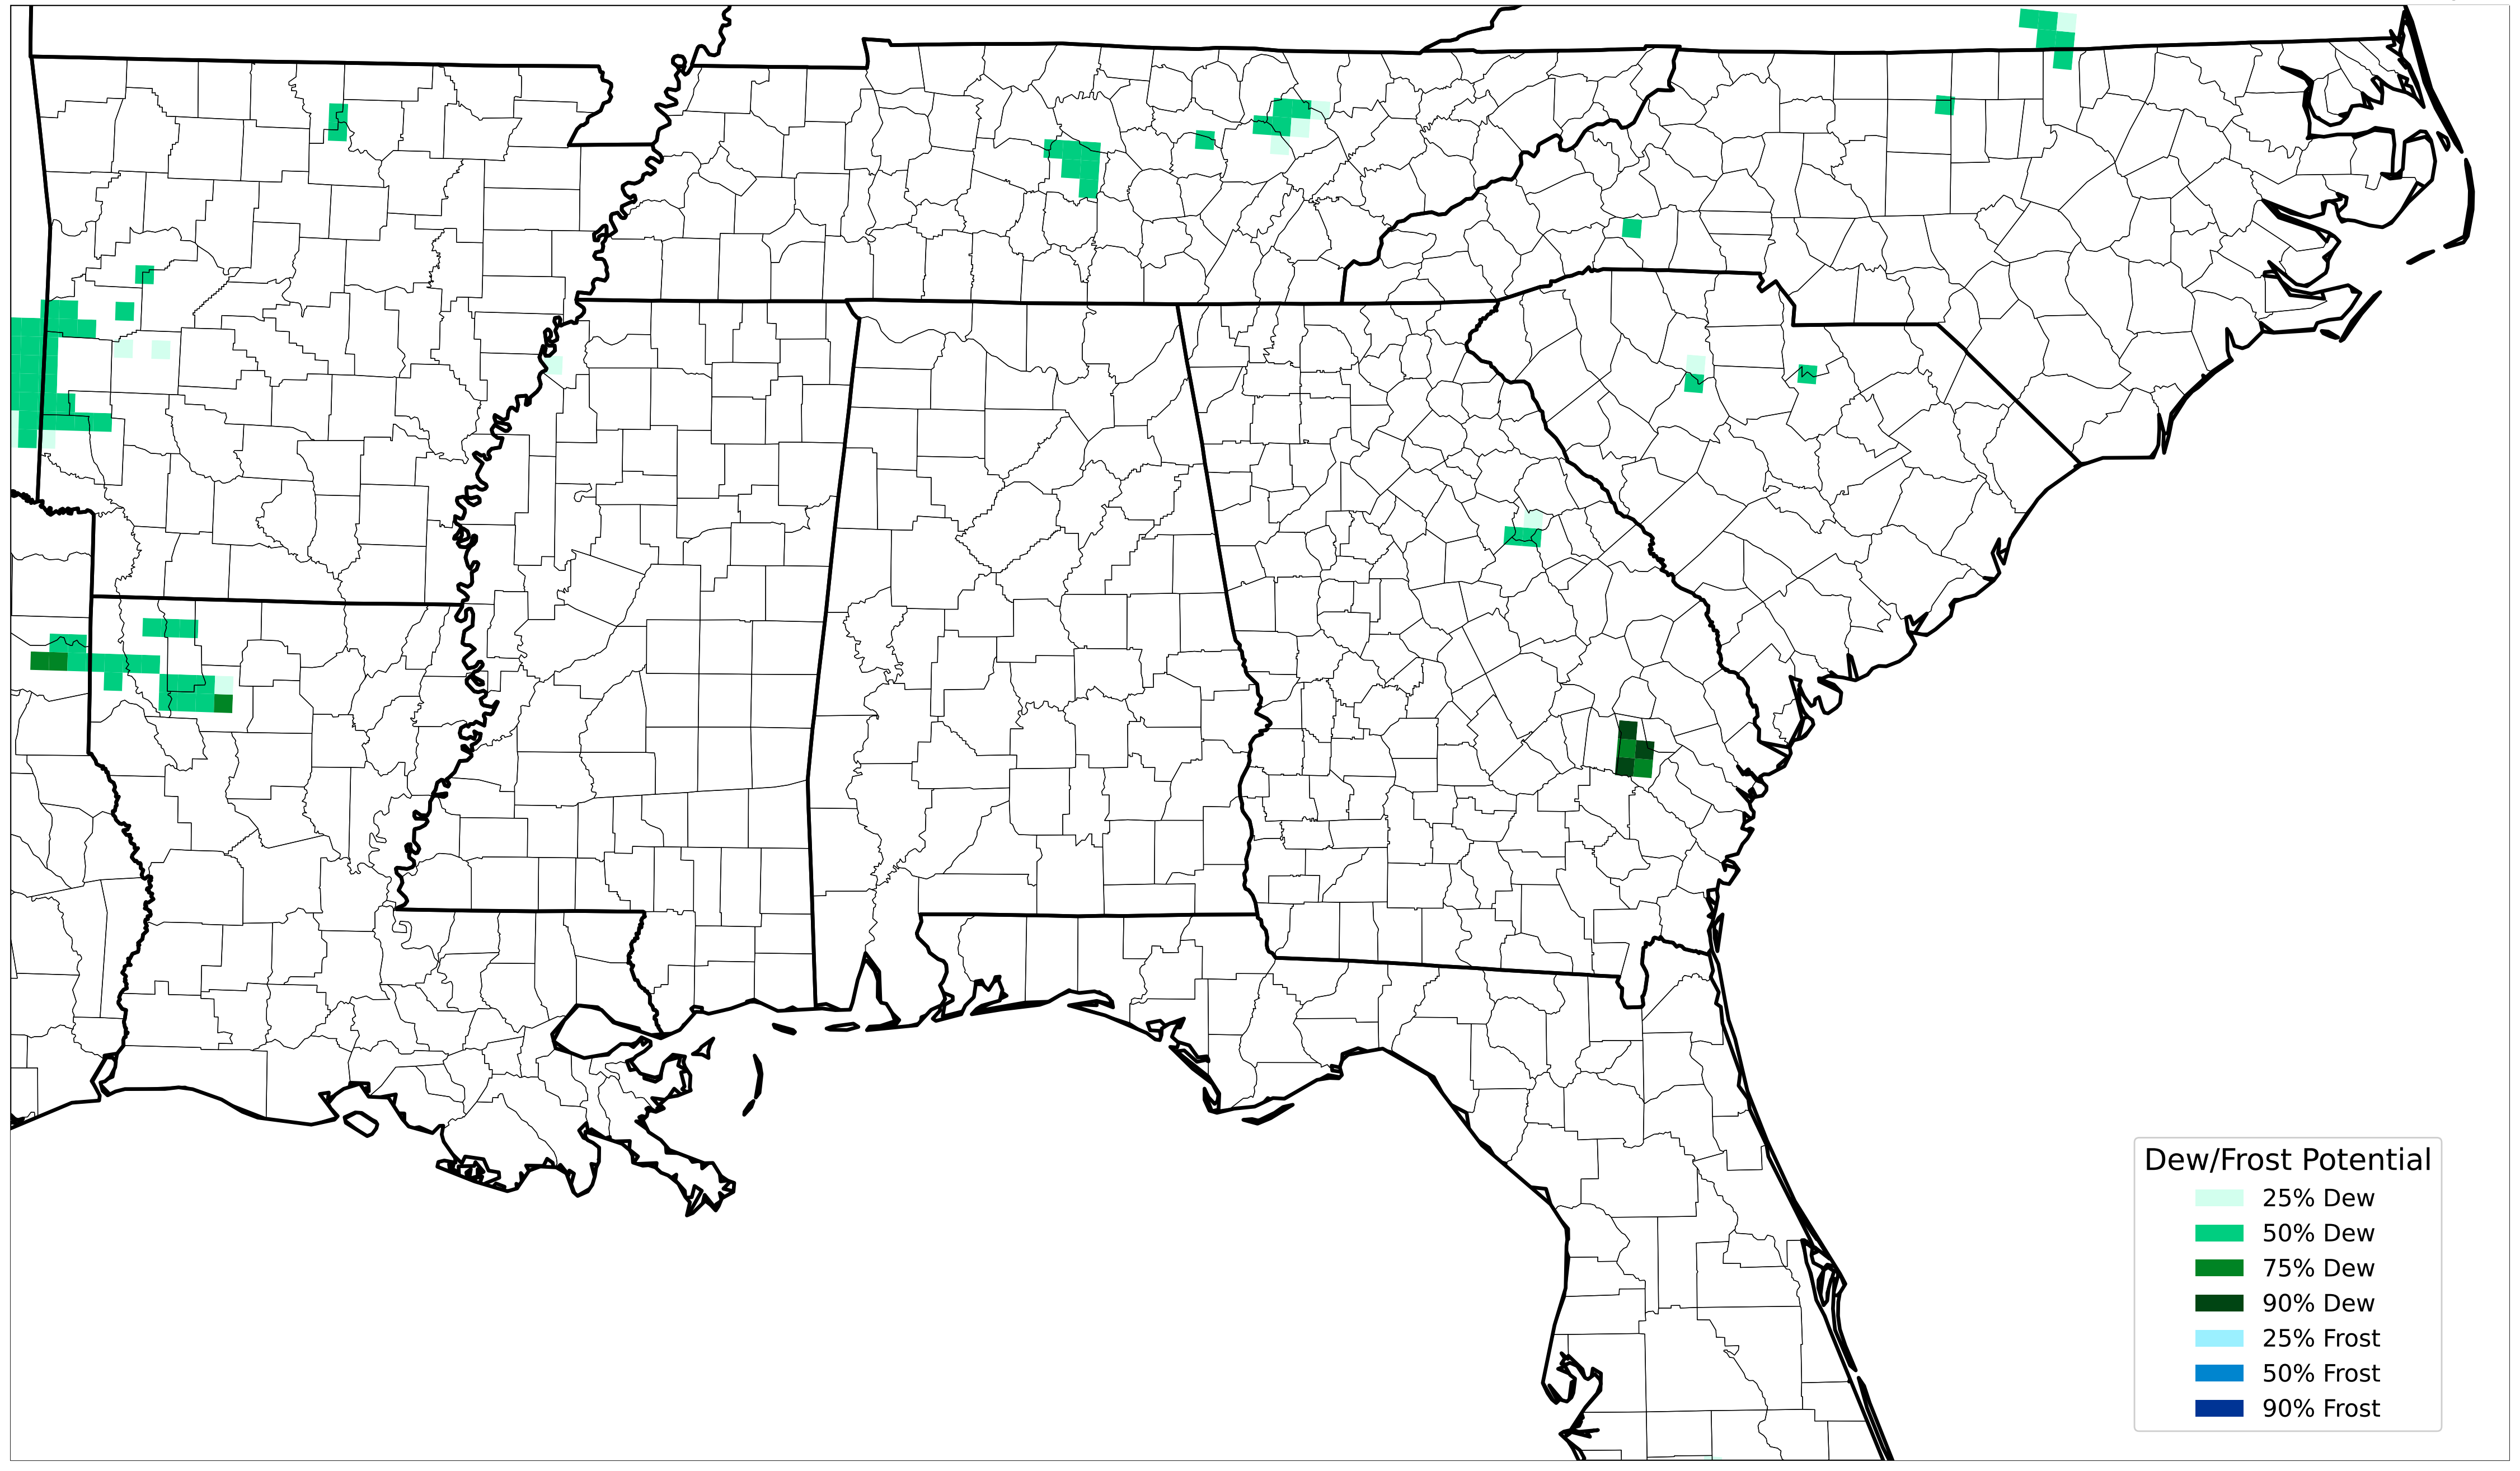 Dew/Frost Potential
25% Dew
50% Dew
75% Dew
90% Dew
25% Frost
50% Frost
90% Frost